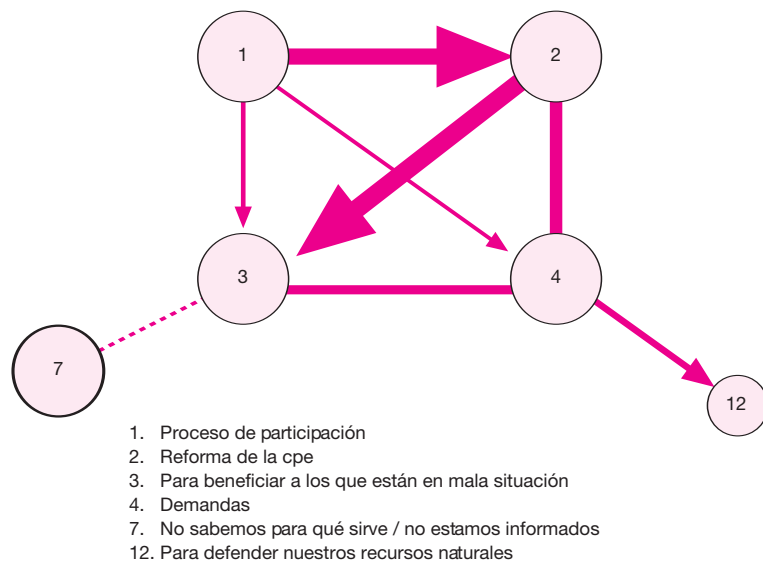 1
2
3
4
7
12
1. Proceso de participación
2. Reforma de la cpe
3. Para beneficiar a los que están en mala situación
4. Demandas
7. No sabemos para qué sirve / no estamos informados
12. Para defender nuestros recursos naturales